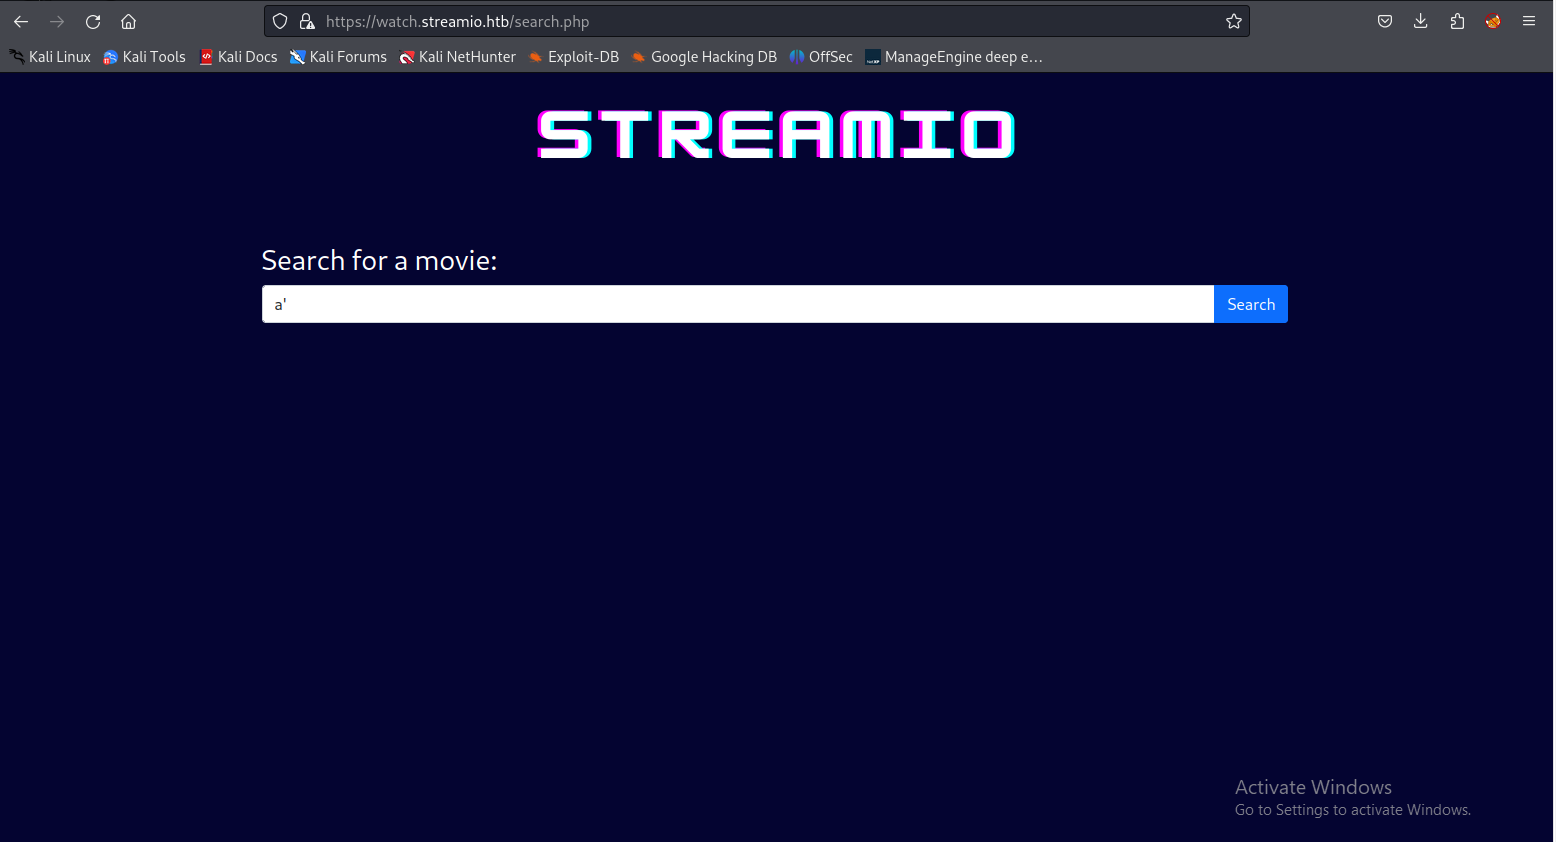 https://watch.streamio.htb/search.php
Kali Linux Kali Tools Kali Docs Kali Forums Kali NetHunter Exploit-DB Google Hacking DB OffSec ManageEngine deep e...
STREAMIO
Search for a movie:
a' Search
Activate Windows
Go to Settings to activate Windows.